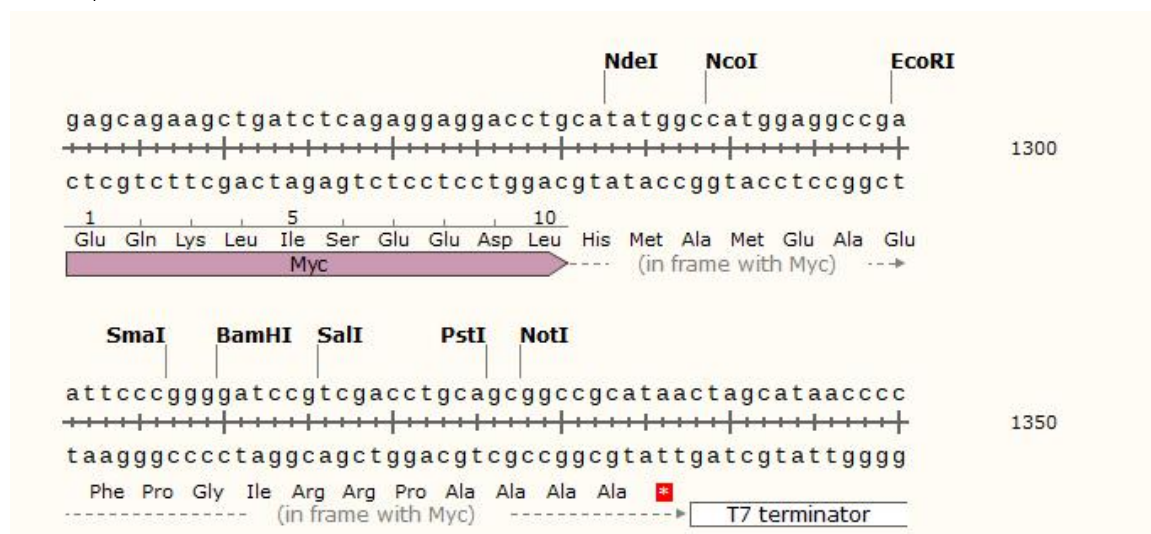 NdeI NcoI EcoRI
gagcagaagctgatctcagaggaggacctgcatatggccatggaggccga
1300
ctcgtcttcgactagagtctcctcctggacgtataccggtacctccggct
1 5 10
Glu Gln Lys Leu Ile Ser Glu Glu Asp Leu His Met Ala Met Glu Ala Glu
Myc (in frame with Myc)
SmaI BamHI SalI PstI NotI
attcccggggatccgtcgacctgcagcggccgcataactagcataacccc
1350
taagggcccctaggcagctggacgtcgccggcgtattgatcgtattgggg
Phe Pro Gly Ile Arg Arg Pro Ala Ala Ala Ala *
(in frame with Myc) T7 terminator